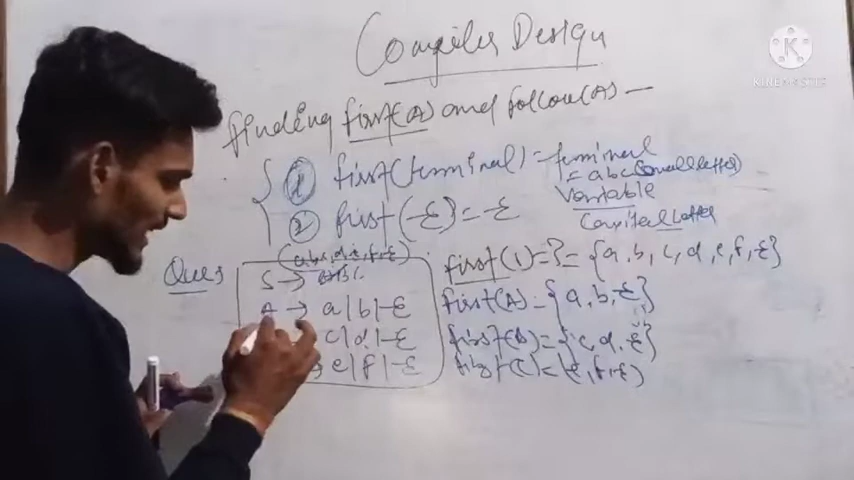 Compiler Design
KINEMASTER
finding first(A) and follow(A) —
① first(terminal) = terminal
= abc (small letter)
Variable
Capital Letter
② first(-ε) = -ε
Ques
(a,b,c,d,e,f,-ε)
S →
A → a|b|-ε
c|d|-ε
→ e|f|-ε
first( ) = } = {a, b, c, d, e, f, -ε}
first(A) = {a, b, -ε}
first(B) = {c, d, -ε}
first(C) = {e, f, -ε}